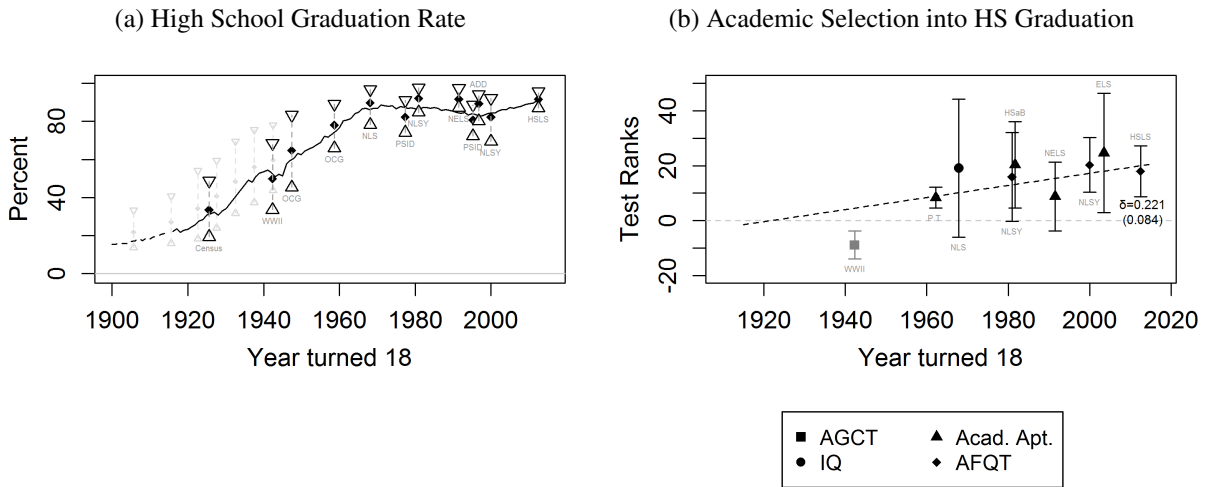 (a) High School Graduation Rate
Percent
80
40
0
Census
WWII
OCG
OCG
NLS
PSID
NLSY
NELS
ADD
PSID
NLSY
HSLS
1900 1920 1940 1960 1980 2000
Year turned 18
(b) Academic Selection into HS Graduation
Test Ranks
40
20
0
-20
WWII
P.T.
NLS
HSaB
NLSY
NELS
NLSY
ELS
HSLS
δ=0.221
(0.084)
1920 1940 1960 1980 2000 2020
Year turned 18
AGCT Acad. Apt.
IQ AFQT